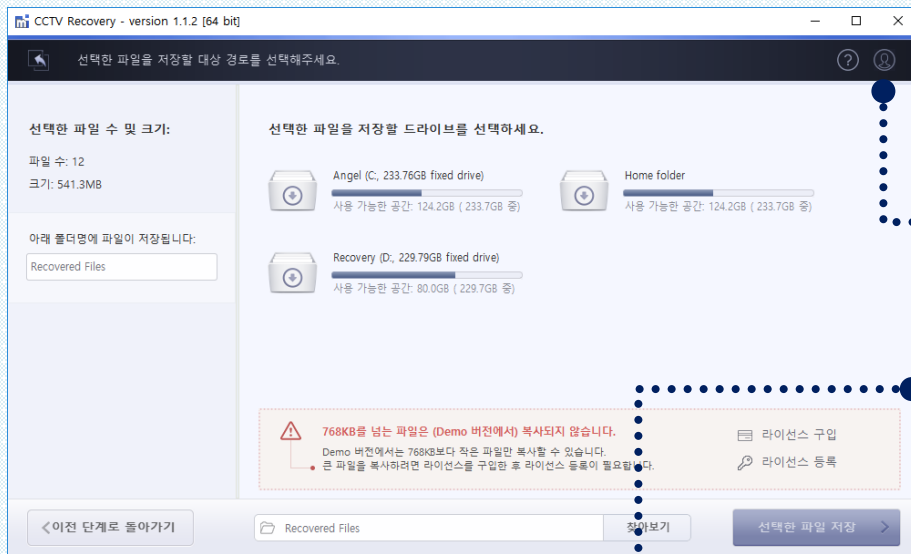 CCTV Recovery - version 1.1.2 [64 bit]
선택한 파일을 저장할 대상 경로를 선택해주세요.
선택한 파일 수 및 크기:
파일 수: 12
크기: 541.3MB
아래 폴더명에 파일이 저장됩니다:
Recovered Files
선택한 파일을 저장할 드라이브를 선택하세요.
Angel (C:, 233.76GB fixed drive)
사용 가능한 공간: 124.2GB ( 233.7GB 중)
Home folder
사용 가능한 공간: 124.2GB ( 233.7GB 중)
Recovery (D:, 229.79GB fixed drive)
사용 가능한 공간: 80.0GB ( 229.7GB 중)
768KB를 넘는 파일은 (Demo 버전에서) 복사되지 않습니다.
Demo 버전에서는 768KB보다 작은 파일만 복사할 수 있습니다.
큰 파일을 복사하려면 라이선스를 구입한 후 라이선스 등록이 필요합니다.
라이선스 구입
라이선스 등록
이전 단계로 돌아가기
Recovered Files
찾아보기
선택한 파일 저장